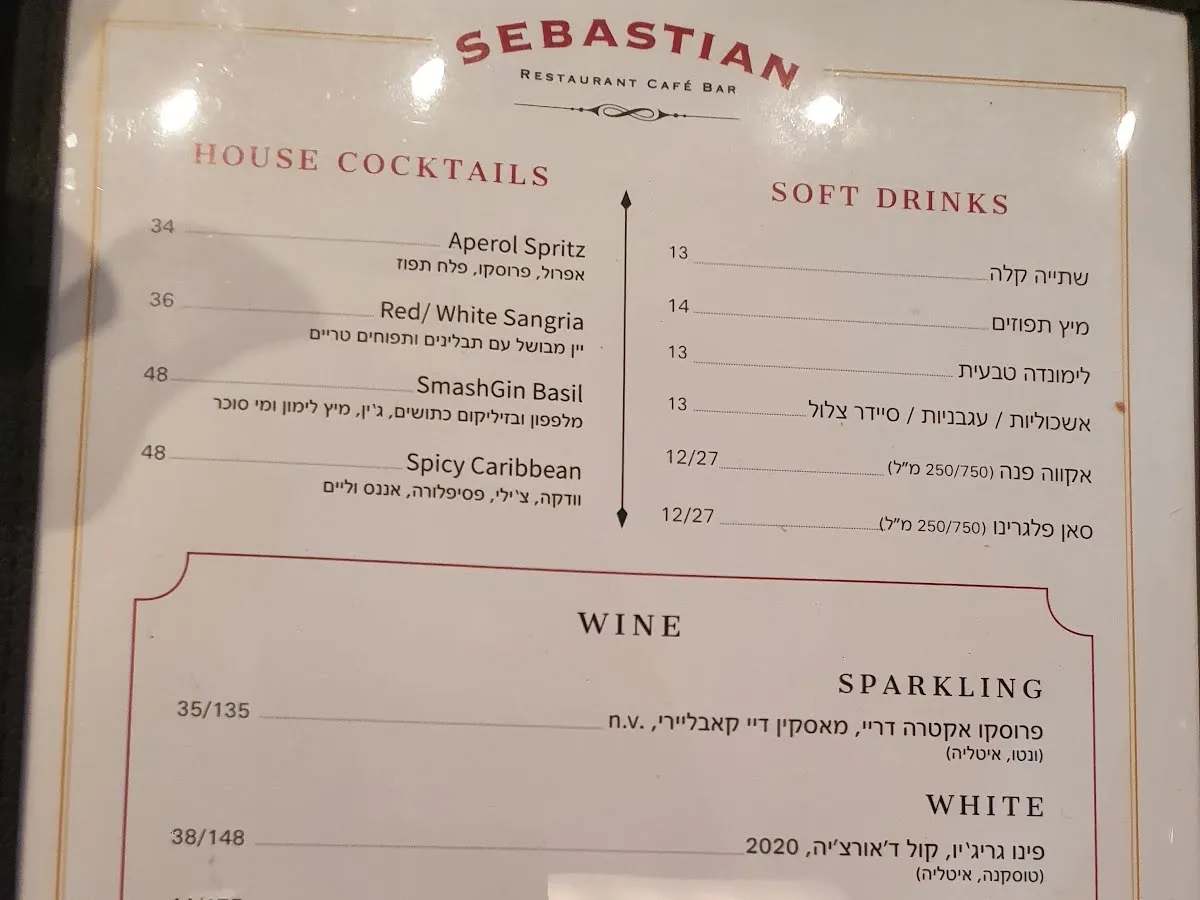 SEBASTIAN
RESTAURANT CAFÉ BAR
HOUSE COCKTAILS
Aperol Spritz 34
אפרול, פרוסקו, פלח תפוז
Red/ White Sangria 36
יין מבושל עם תבלינים ותפוחים טריים
SmashGin Basil 48
מלפפון ובזיליקום כתושים, ג'ין, מיץ לימון ומי סוכר
Spicy Caribbean 48
וודקה, צ'ילי, פסיפלורה, אננס וליים
SOFT DRINKS
שתייה קלה 13
מיץ תפוזים 14
לימונדה טבעית 13
אשכוליות / ענבניות / סיידר צלול 13
אקווה פנה (250/750 מ"ל) 12/27
סאן פלגרינו (250/750 מ"ל) 12/27
WINE
SPARKLING
פרוסקו אקטרה דריי, מאסקין דיי קאבליירי, .n.v 35/135
(ונטו, איטליה)
WHITE
פינו גריג'יו, קול ד'אורצ'יה, 2020 38/148
(טוסקנה, איטליה)